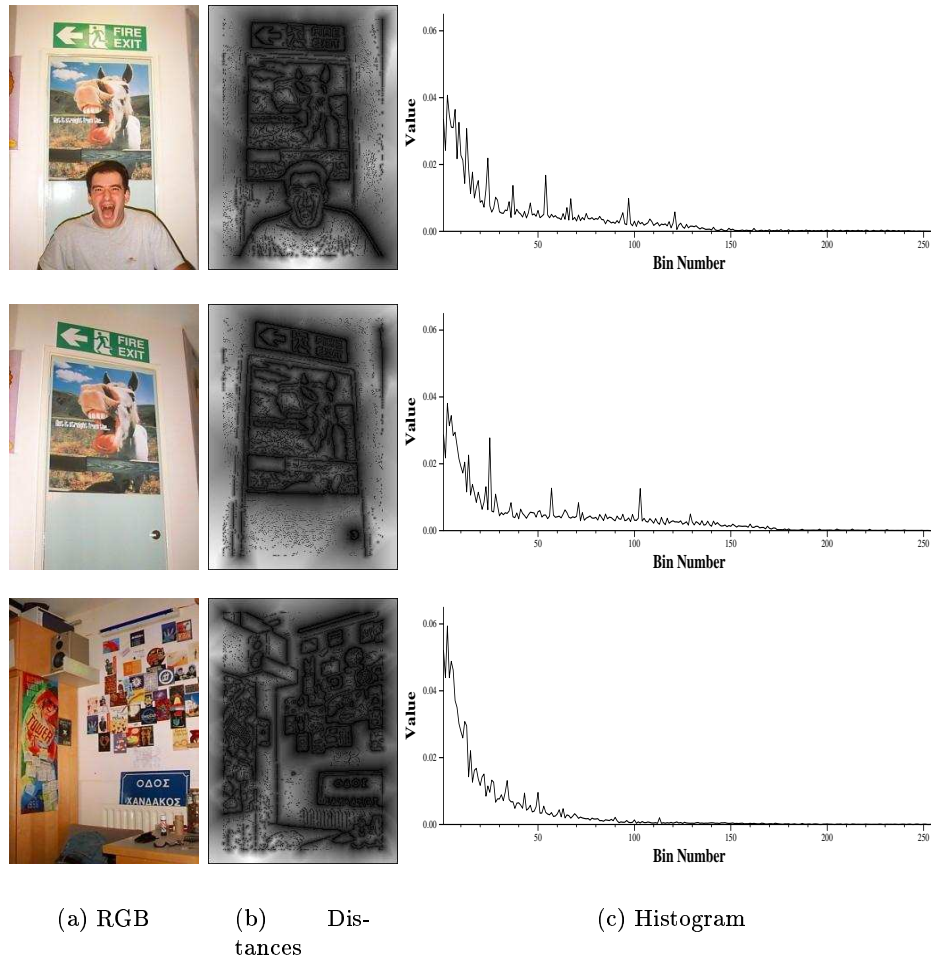 FIRE
EXIT
Value
0.06
0.04
0.02
0.00
50
100
150
200
250
Bin Number
FIRE
EXIT
Value
0.06
0.04
0.02
0.00
50
100
150
200
250
Bin Number
ΟΔΟΣ
ΧΑΝΔΑΚΟΣ
Value
0.06
0.04
0.02
0.00
50
100
150
200
250
Bin Number
(a) RGB
(b) Dis-
tances
(c) Histogram